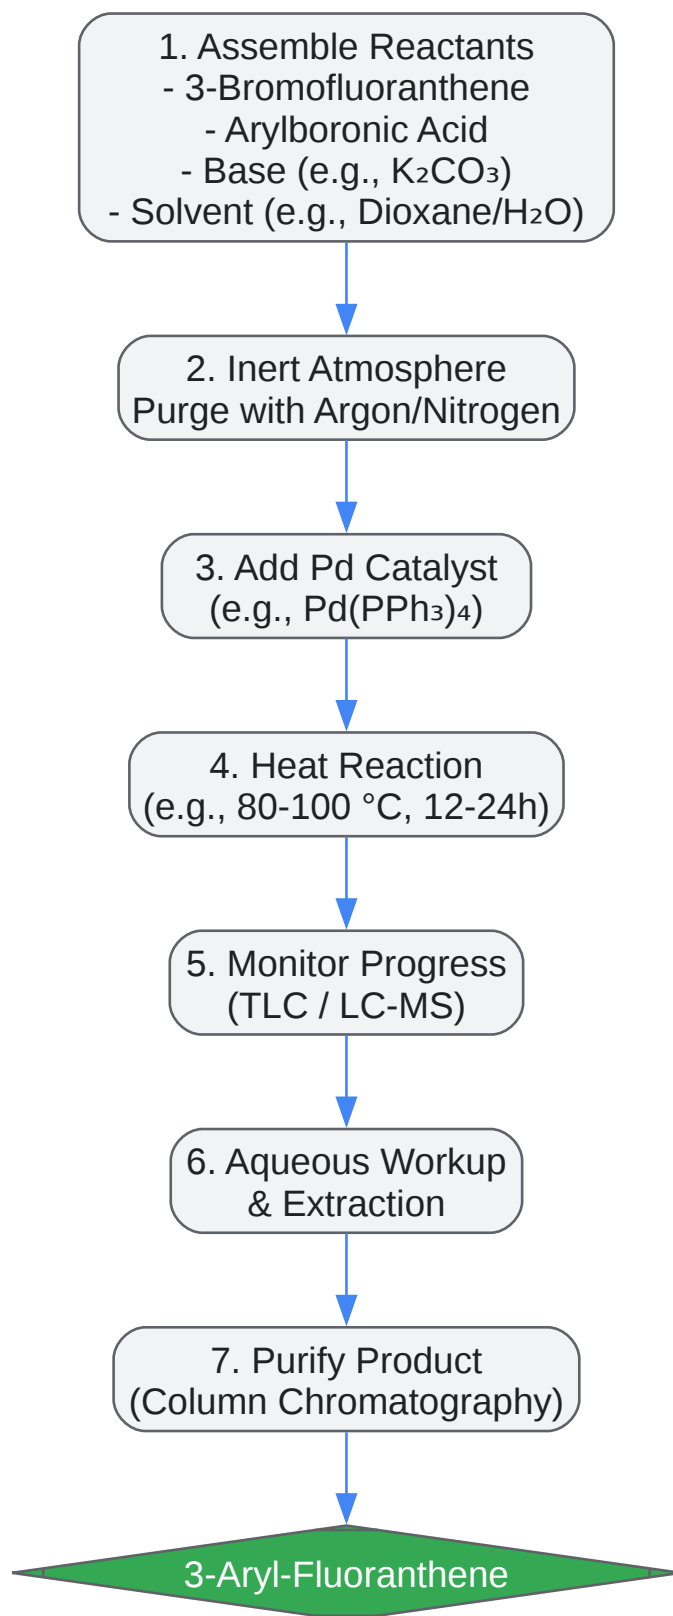 1. Assemble Reactants
- 3-Bromofluoranthene
- Arylboronic Acid
- Base (e.g., K₂CO₃)
- Solvent (e.g., Dioxane/H₂O)
2. Inert Atmosphere
Purge with Argon/Nitrogen
3. Add Pd Catalyst
(e.g., Pd(PPh₃)₄)
4. Heat Reaction
(e.g., 80-100 °C, 12-24h)
5. Monitor Progress
(TLC / LC-MS)
6. Aqueous Workup
& Extraction
7. Purify Product
(Column Chromatography)
3-Aryl-Fluoranthene